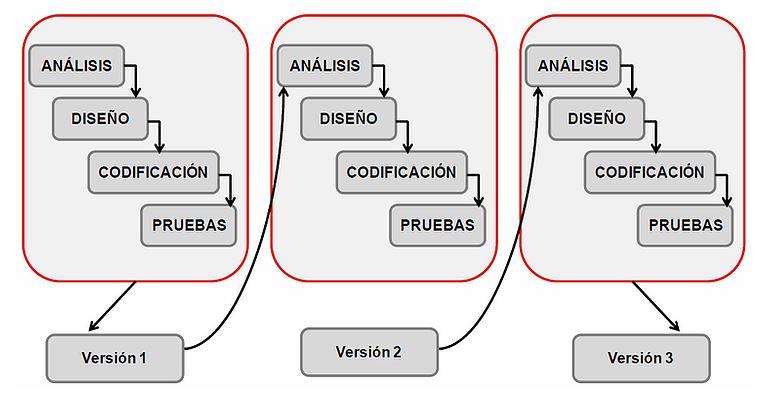 ANÁLISIS
DISEÑO
CODIFICACIÓN
PRUEBAS
Versión 1
ANÁLISIS
DISEÑO
CODIFICACIÓN
PRUEBAS
Versión 2
ANÁLISIS
DISEÑO
CODIFICACIÓN
PRUEBAS
Versión 3